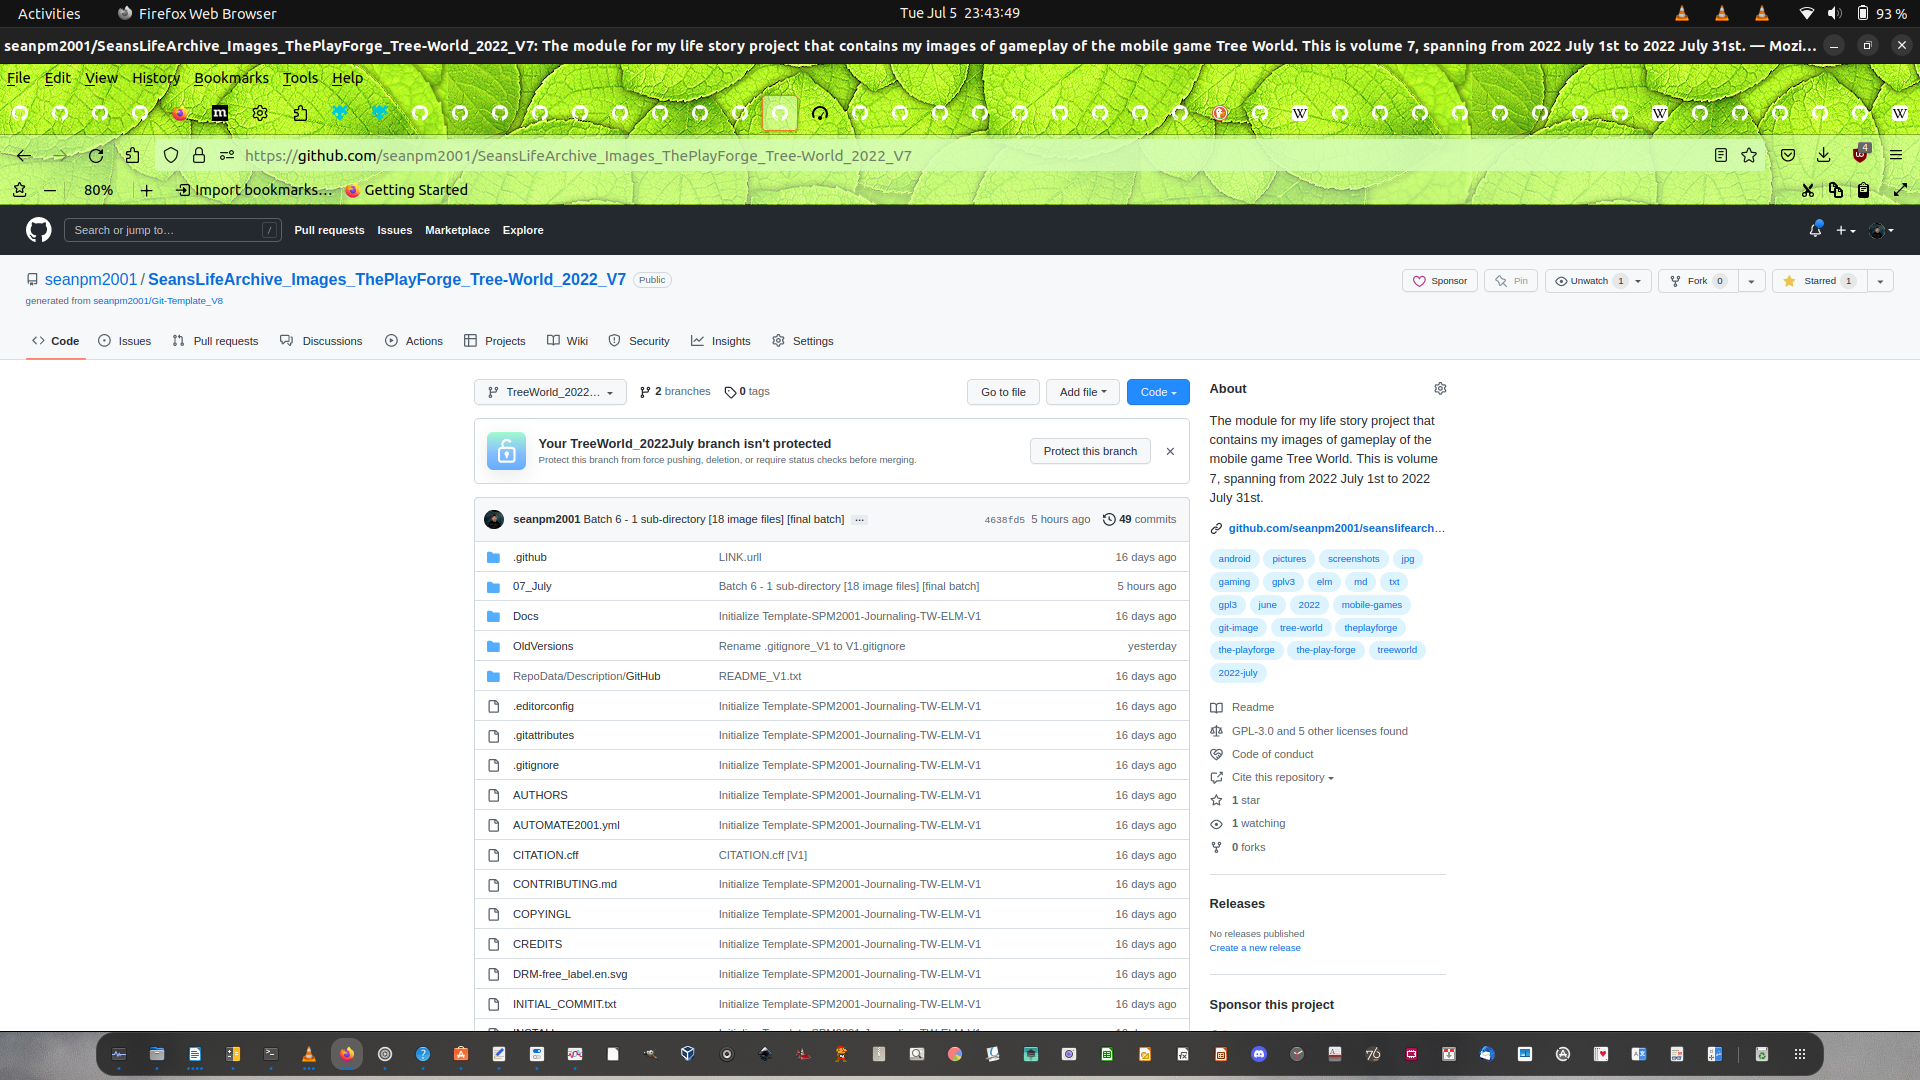 Activities Firefox Web Browser Tue Jul 5 23:43:49 93 %
seanpm2001/SeansLifeArchive_Images_ThePlayForge_Tree-World_2022_V7: The module for my life story project that contains my images of gameplay of the mobile game Tree World. This is volume 7, spanning from 2022 July 1st to 2022 July 31st. — Mozi…
File Edit View History Bookmarks Tools Help
https://github.com/seanpm2001/SeansLifeArchive_Images_ThePlayForge_Tree-World_2022_V7 4
80% Import bookmarks… Getting Started
Search or jump to… / Pull requests Issues Marketplace Explore
seanpm2001 / SeansLifeArchive_Images_ThePlayForge_Tree-World_2022_V7 Public Sponsor Pin Unwatch 1 Fork 0 Starred 1
generated from seanpm2001/Git-Template_V8
Code Issues Pull requests Discussions Actions Projects Wiki Security Insights Settings
TreeWorld_2022… 2 branches 0 tags Go to file Add file Code
Your TreeWorld_2022July branch isn't protected
Protect this branch from force pushing, deletion, or require status checks before merging.
Protect this branch
seanpm2001 Batch 6 - 1 sub-directory [18 image files] [final batch] … 4638fd5 5 hours ago 49 commits
.github LINK.urll 16 days ago
07_July Batch 6 - 1 sub-directory [18 image files] [final batch] 5 hours ago
Docs Initialize Template-SPM2001-Journaling-TW-ELM-V1 16 days ago
OldVersions Rename .gitignore_V1 to V1.gitignore yesterday
RepoData/Description/GitHub README_V1.txt 16 days ago
.editorconfig Initialize Template-SPM2001-Journaling-TW-ELM-V1 16 days ago
.gitattributes Initialize Template-SPM2001-Journaling-TW-ELM-V1 16 days ago
.gitignore Initialize Template-SPM2001-Journaling-TW-ELM-V1 16 days ago
AUTHORS Initialize Template-SPM2001-Journaling-TW-ELM-V1 16 days ago
AUTOMATE2001.yml Initialize Template-SPM2001-Journaling-TW-ELM-V1 16 days ago
CITATION.cff CITATION.cff [V1] 16 days ago
CONTRIBUTING.md Initialize Template-SPM2001-Journaling-TW-ELM-V1 16 days ago
COPYINGL Initialize Template-SPM2001-Journaling-TW-ELM-V1 16 days ago
CREDITS Initialize Template-SPM2001-Journaling-TW-ELM-V1 16 days ago
DRM-free_label.en.svg Initialize Template-SPM2001-Journaling-TW-ELM-V1 16 days ago
INITIAL_COMMIT.txt Initialize Template-SPM2001-Journaling-TW-ELM-V1 16 days ago
About
The module for my life story project that
contains my images of gameplay of the
mobile game Tree World. This is volume
7, spanning from 2022 July 1st to 2022
July 31st.
github.com/seanpm2001/seanslifearch…
android pictures screenshots jpg
gaming gplv3 elm md txt
gpl3 june 2022 mobile-games
git-image tree-world theplayforge
the-playforge the-play-forge treeworld
2022-july
Readme
GPL-3.0 and 5 other licenses found
Code of conduct
Cite this repository
1 star
1 watching
0 forks
Releases
No releases published
Create a new release
Sponsor this project